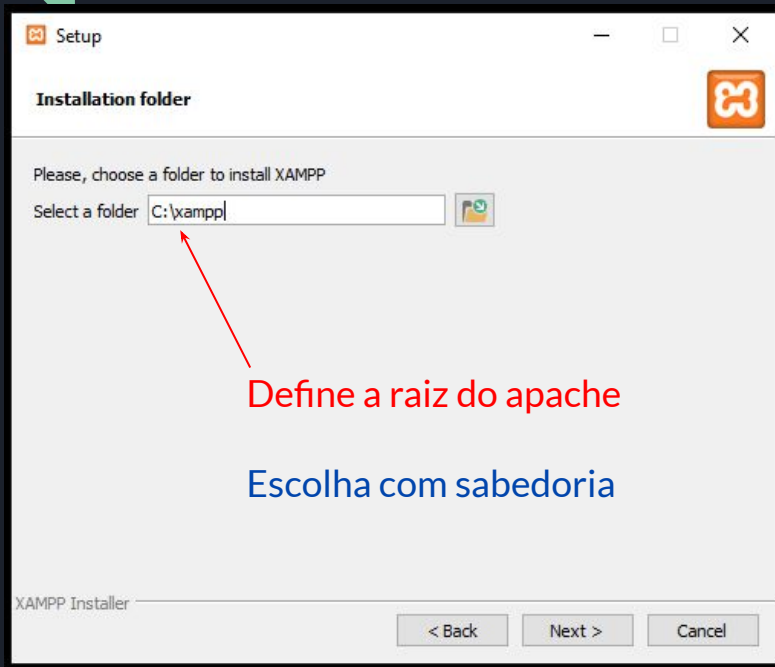 Setup
Installation folder
Please, choose a folder to install XAMPP
Select a folder C:\xampp
Define a raiz do apache
Escolha com sabedoria
XAMPP Installer
< Back Next > Cancel